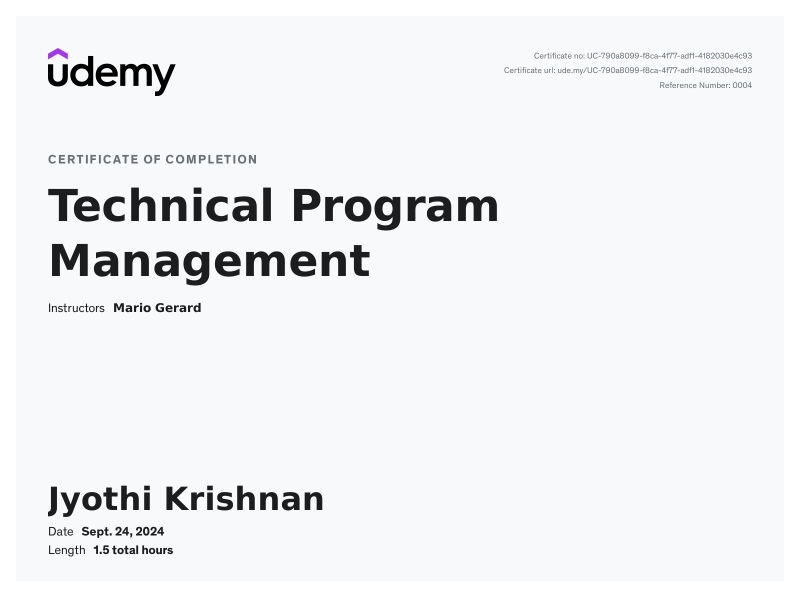 udemy
Certificate no: UC-790a8099-f8ca-4f77-adf1-4182030e4c93
Certificate url: ude.my/UC-790a8099-f8ca-4f77-adf1-4182030e4c93
Reference Number: 0004
CERTIFICATE OF COMPLETION
Technical Program
Management
Instructors Mario Gerard
Jyothi Krishnan
Date Sept. 24, 2024
Length 1.5 total hours